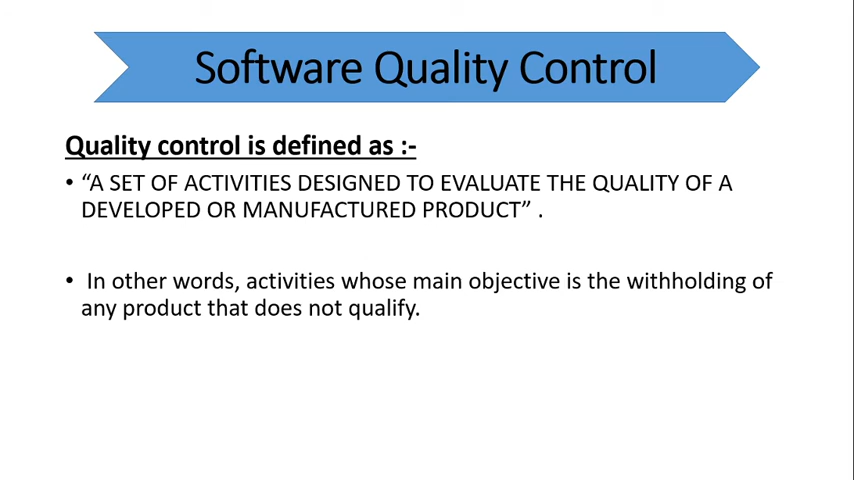 Software Quality Control
Quality control is defined as :-
• “A SET OF ACTIVITIES DESIGNED TO EVALUATE THE QUALITY OF A
DEVELOPED OR MANUFACTURED PRODUCT” .
• In other words, activities whose main objective is the withholding of
any product that does not qualify.